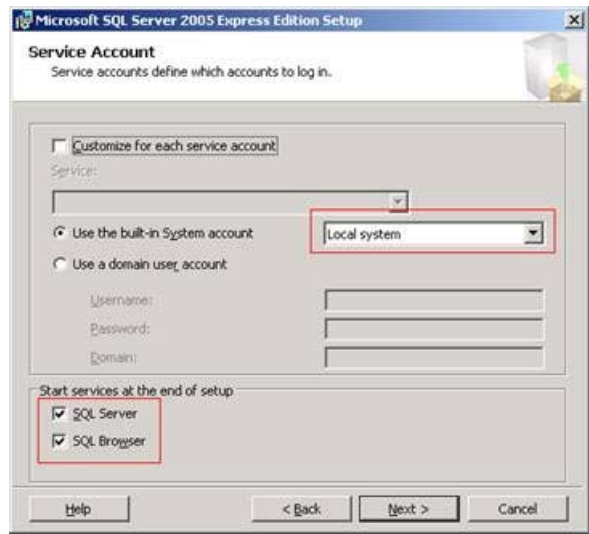 Microsoft SQL Server 2005 Express Edition Setup
Service Account
Service accounts define which accounts to log in.
Customize for each service account
Service:
Use the built-in System account
Local system
Use a domain user account
Username:
Password:
Domain:
Start services at the end of setup
SQL Server
SQL Browser
Help
< Back
Next >
Cancel